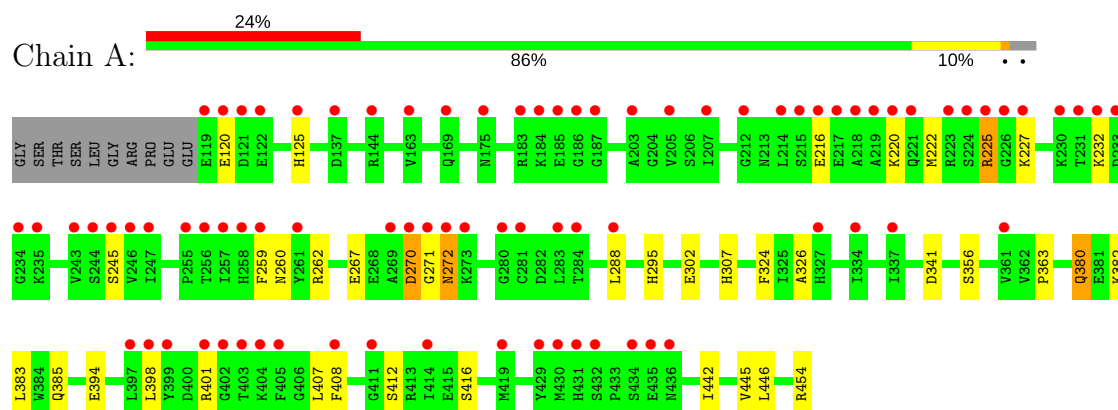 24%
Chain A:
86% 10% • •
GLY SER THR SER LEU GLY ARG PRO GLU GLU E119 E120 D121 E122 H125 D137 R144 V163 Q169 N175 R183 K184 E185 G186 G187 A203 G204 V205 S206 I207 G212 N213 L214 S215 E216 E217 A218 A219 K220 Q221 M222 R223 S224 R225 G226 K227 K230 T231 K232 D233
G234 K235 V243 S244 S245 V246 I247 P255 T256 I257 H258 F259 N260 Y261 R262 E267 E268 A269 D270 G271 N272 K273 G280 C281 D282 L283 T284 L288 H295 E302 H307 F324 I325 A326 H327 I334 I337 D341 S356 V361 V362 P363 Q380 E381 K382
L383 W384 Q385 E394 L397 L398 Y399 D400 R401 G402 T403 K404 F405 G406 L407 F408 G411 S412 R413 I414 E415 S416 M419 Y429 M430 H431 S432 P433 S434 E435 N436 I442 V445 L446 R454